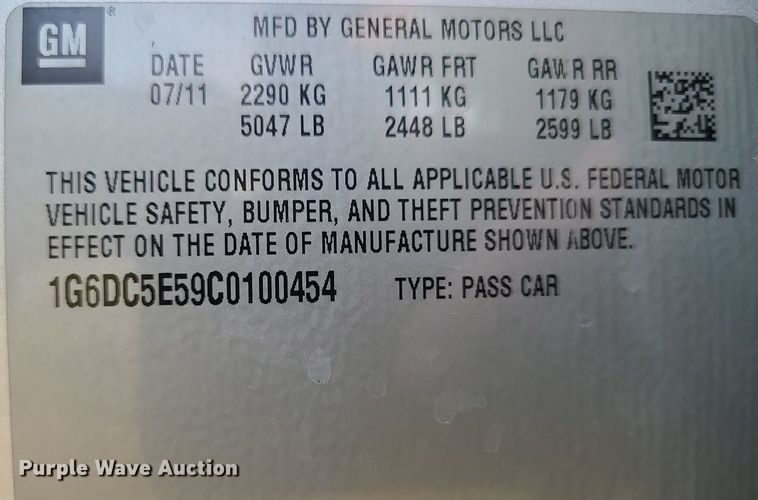 GM®
MFD BY GENERAL MOTORS LLC
DATE GVWR GAWR FRT GAWR RR
07/11 2290 KG 1111 KG 1179 KG
5047 LB 2448 LB 2599 LB
THIS VEHICLE CONFORMS TO ALL APPLICABLE U.S. FEDERAL MOTOR
VEHICLE SAFETY, BUMPER, AND THEFT PREVENTION STANDARDS IN
EFFECT ON THE DATE OF MANUFACTURE SHOWN ABOVE.
1G6DC5E59C0100454 TYPE: PASS CAR
Purple Wave Auction